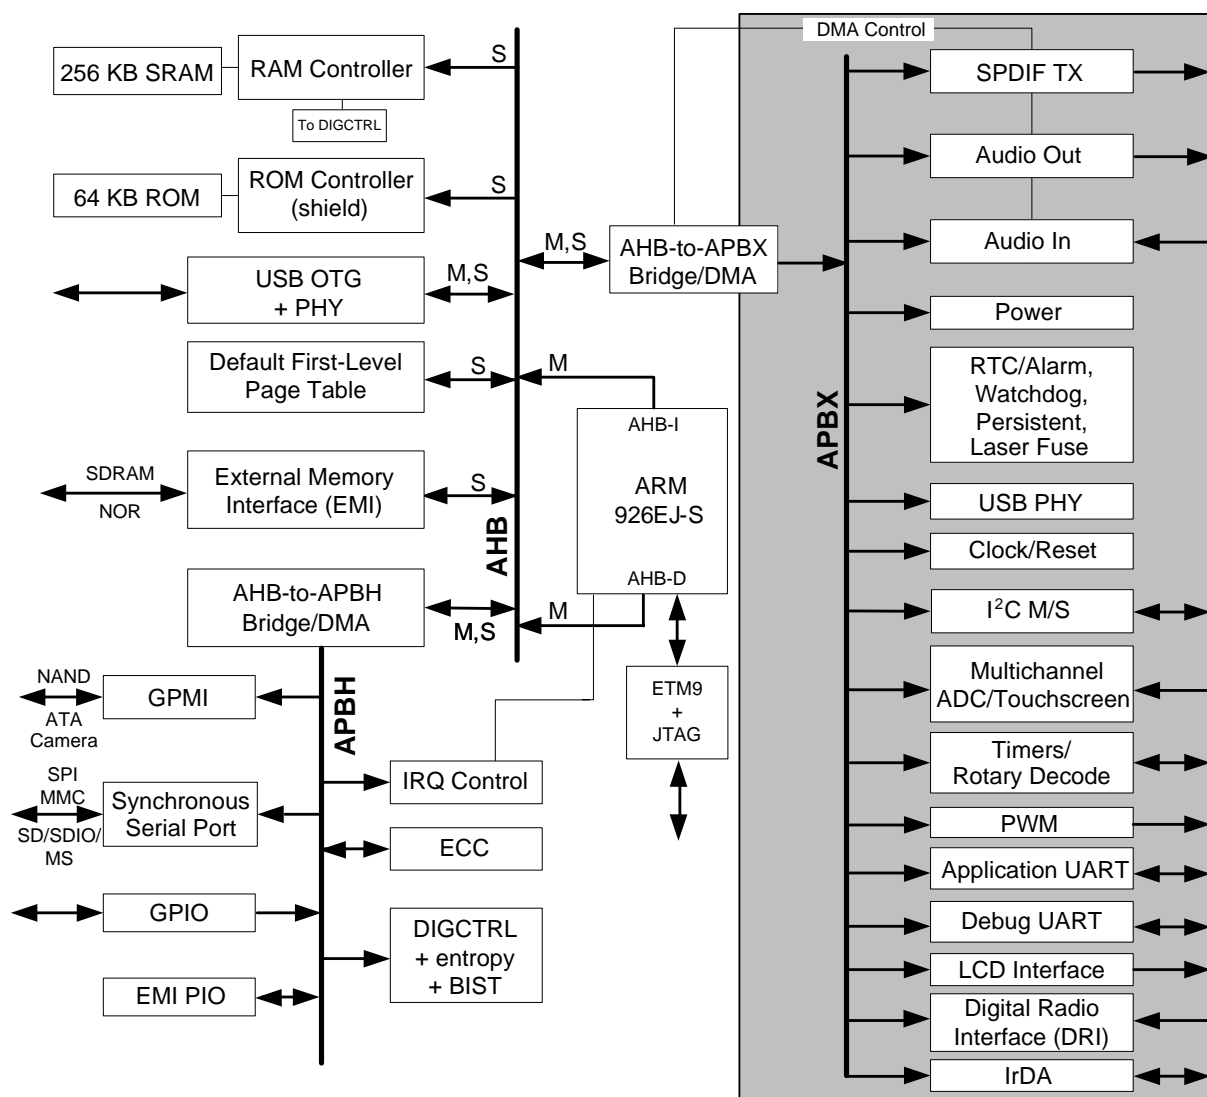 DMA Control
256 KB SRAM
RAM Controller
S
To DIGCTRL
64 KB ROM
ROM Controller
(shield)
S
USB OTG
+ PHY
M,S
M,S
AHB-to-APBX
Bridge/DMA
Default First-Level
Page Table
S
M
AHB-I
ARM
926EJ-S
AHB-D
SDRAM
NOR
External Memory
Interface (EMI)
S
AHB
AHB-to-APBH
Bridge/DMA
M,S
M
ETM9
+
JTAG
APBH
NAND
ATA
Camera
GPMI
IRQ Control
SPI
MMC
SD/SDIO/
MS
Synchronous
Serial Port
ECC
GPIO
DIGCTRL
+ entropy
+ BIST
EMI PIO
APBX
SPDIF TX
Audio Out
Audio In
Power
RTC/Alarm,
Watchdog,
Persistent,
Laser Fuse
USB PHY
Clock/Reset
I²C M/S
Multichannel
ADC/Touchscreen
Timers/
Rotary Decode
PWM
Application UART
Debug UART
LCD Interface
Digital Radio
Interface (DRI)
IrDA